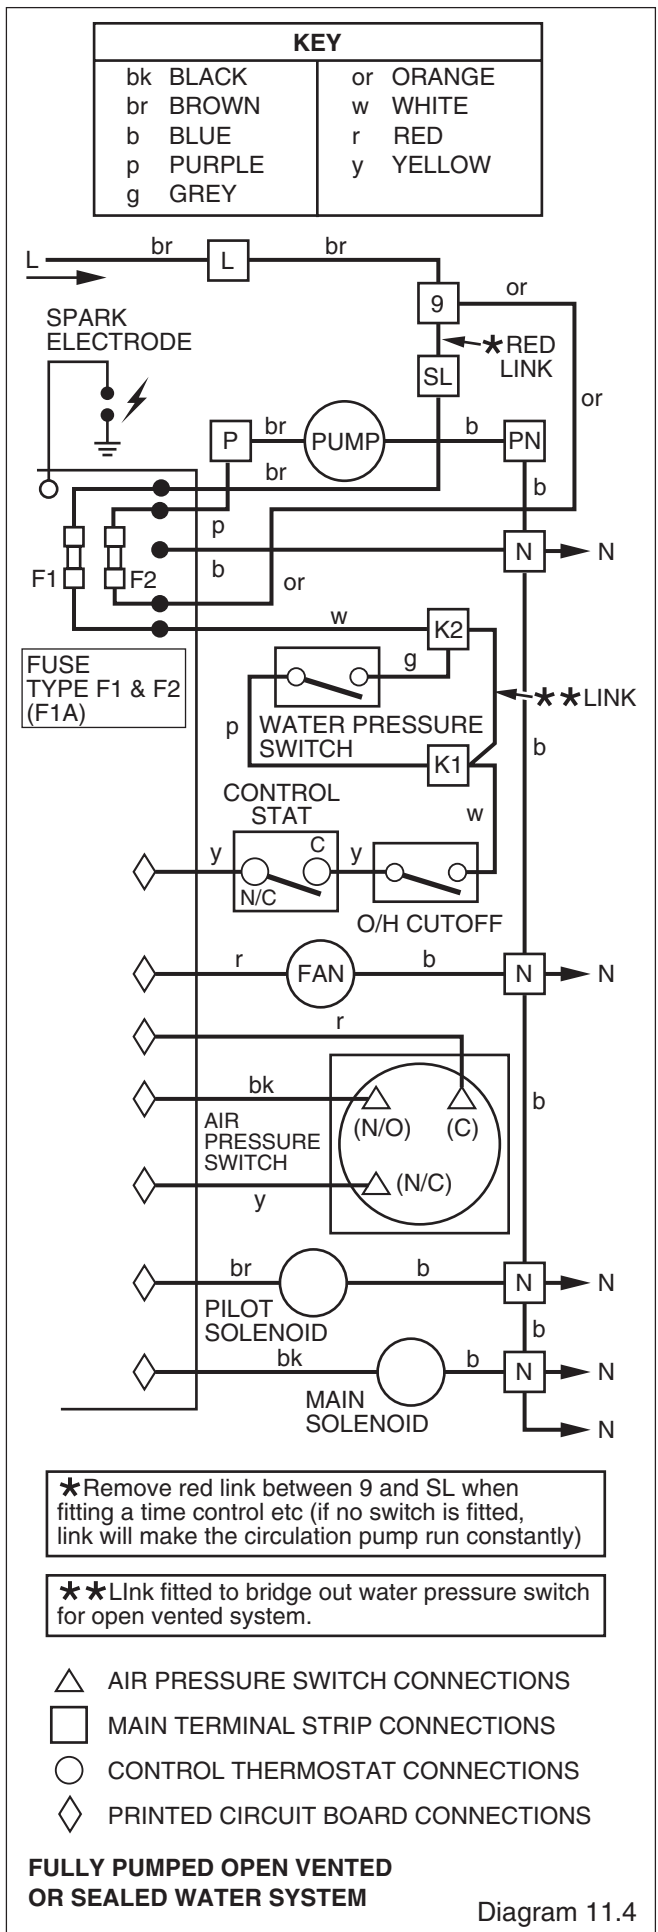 KEY
bk BLACK
br BROWN
b BLUE
p PURPLE
g GREY
or ORANGE
w WHITE
r RED
y YELLOW
L br L br
9 or
SPARK
ELECTRODE
*RED
LINK
SL
or
P br PUMP b PN
br
b
p
N N
b
F1 F2
or
w K2
FUSE
TYPE F1 & F2
(F1A)
g
**LINK
p WATER PRESSURE
SWITCH
b
K1
CONTROL
STAT
w
y C y
N/C
O/H CUTOFF
r FAN b N N
r
bk
b
AIR
PRESSURE
SWITCH
(N/O) (C)
(N/C)
y
br b N N
PILOT
SOLENOID
b
bk b N N
MAIN
SOLENOID
N
*Remove red link between 9 and SL when
fitting a time control etc (if no switch is fitted,
link will make the circulation pump run constantly)
**LInk fitted to bridge out water pressure switch
for open vented system.
AIR PRESSURE SWITCH CONNECTIONS
MAIN TERMINAL STRIP CONNECTIONS
CONTROL THERMOSTAT CONNECTIONS
PRINTED CIRCUIT BOARD CONNECTIONS
FULLY PUMPED OPEN VENTED
OR SEALED WATER SYSTEM
Diagram 11.4